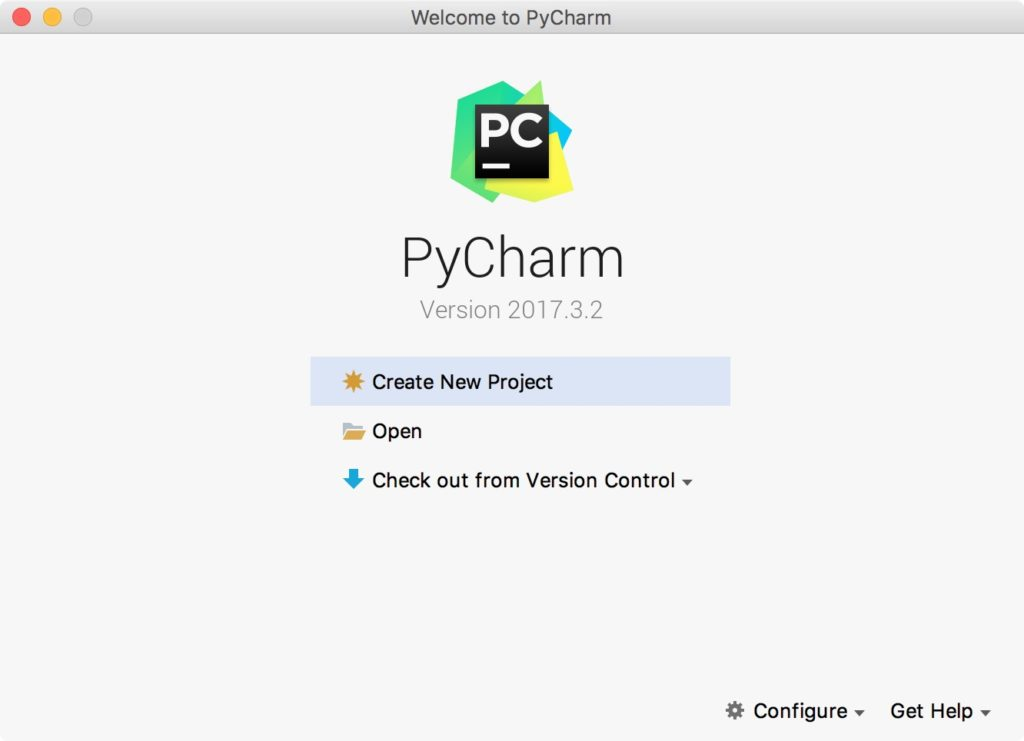 Welcome to PyCharm
PC
PyCharm
Version 2017.3.2
Create New Project
Open
Check out from Version Control
Configure
Get Help